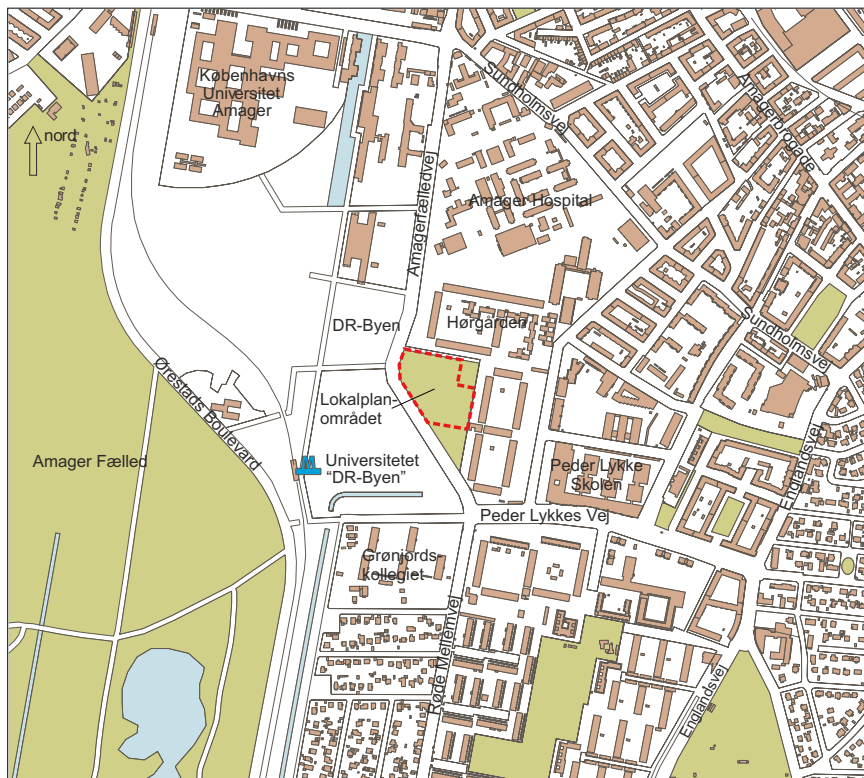 Københavns
Universitet
Amager
nord
Sundholmsvej
Amagerbrogade
Amagerfælledvej
Amager Hospital
DR-Byen
Hørgården
Sundholmsve
Ørestads Boulevard
Lokalplan-
området
Amager Fælled
M
Universitetet
"DR-Byen"
Peder Lykke
Skolen
Englandsvej
Peder Lykkes Vej
Grønjords-
kollegiet
Røde Mellemvej
Englandsvej